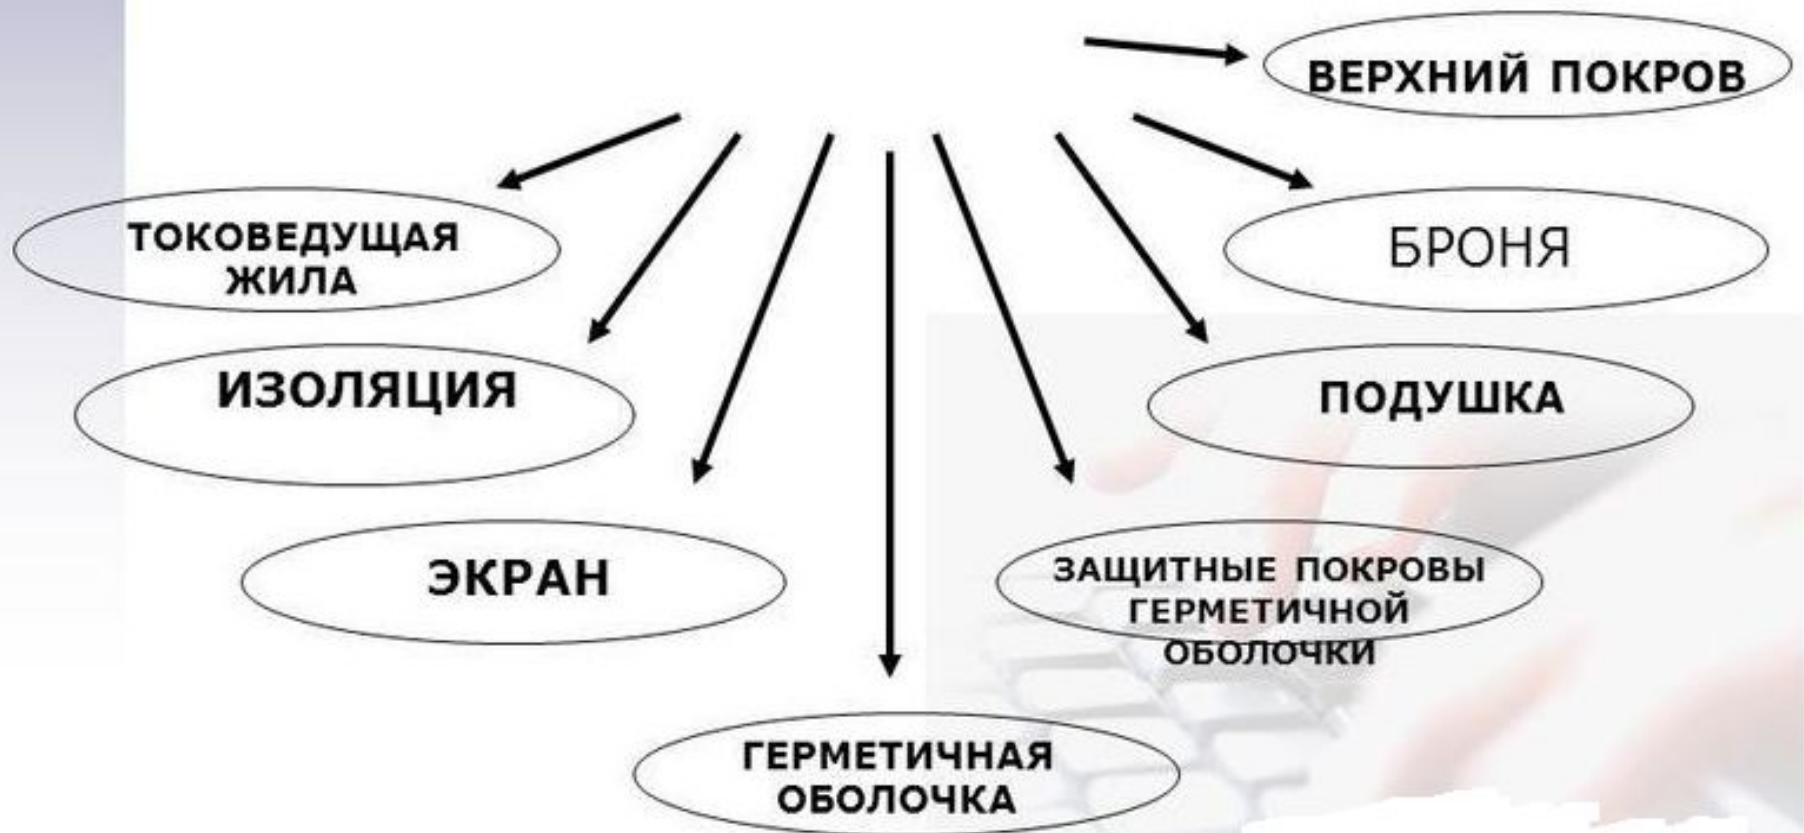 ВЕРХНИЙ ПОКРОВ
ТОКОВЕДУЩАЯ
ЖИЛА
БРОНЯ
ИЗОЛЯЦИЯ
ПОДУШКА
ЭКРАН
ЗАЩИТНЫЕ ПОКРОВЫ
ГЕРМЕТИЧНОЙ
ОБОЛОЧКИ
ГЕРМЕТИЧНАЯ
ОБОЛОЧКА